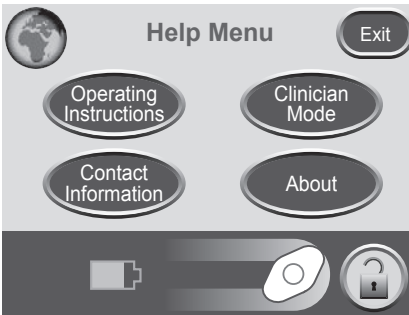 Help Menu
Exit
Operating
Instructions
Clinician
Mode
Contact
Information
About